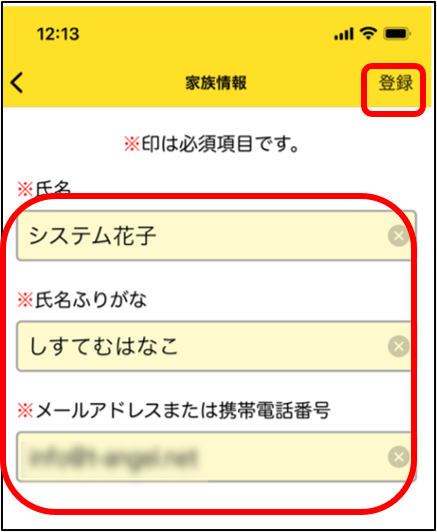 12:13
家族情報
登録
※印は必須項目です。
※氏名
システム花子
※氏名ふりがな
しすてむはなこ
※メールアドレスまたは携帯電話番号